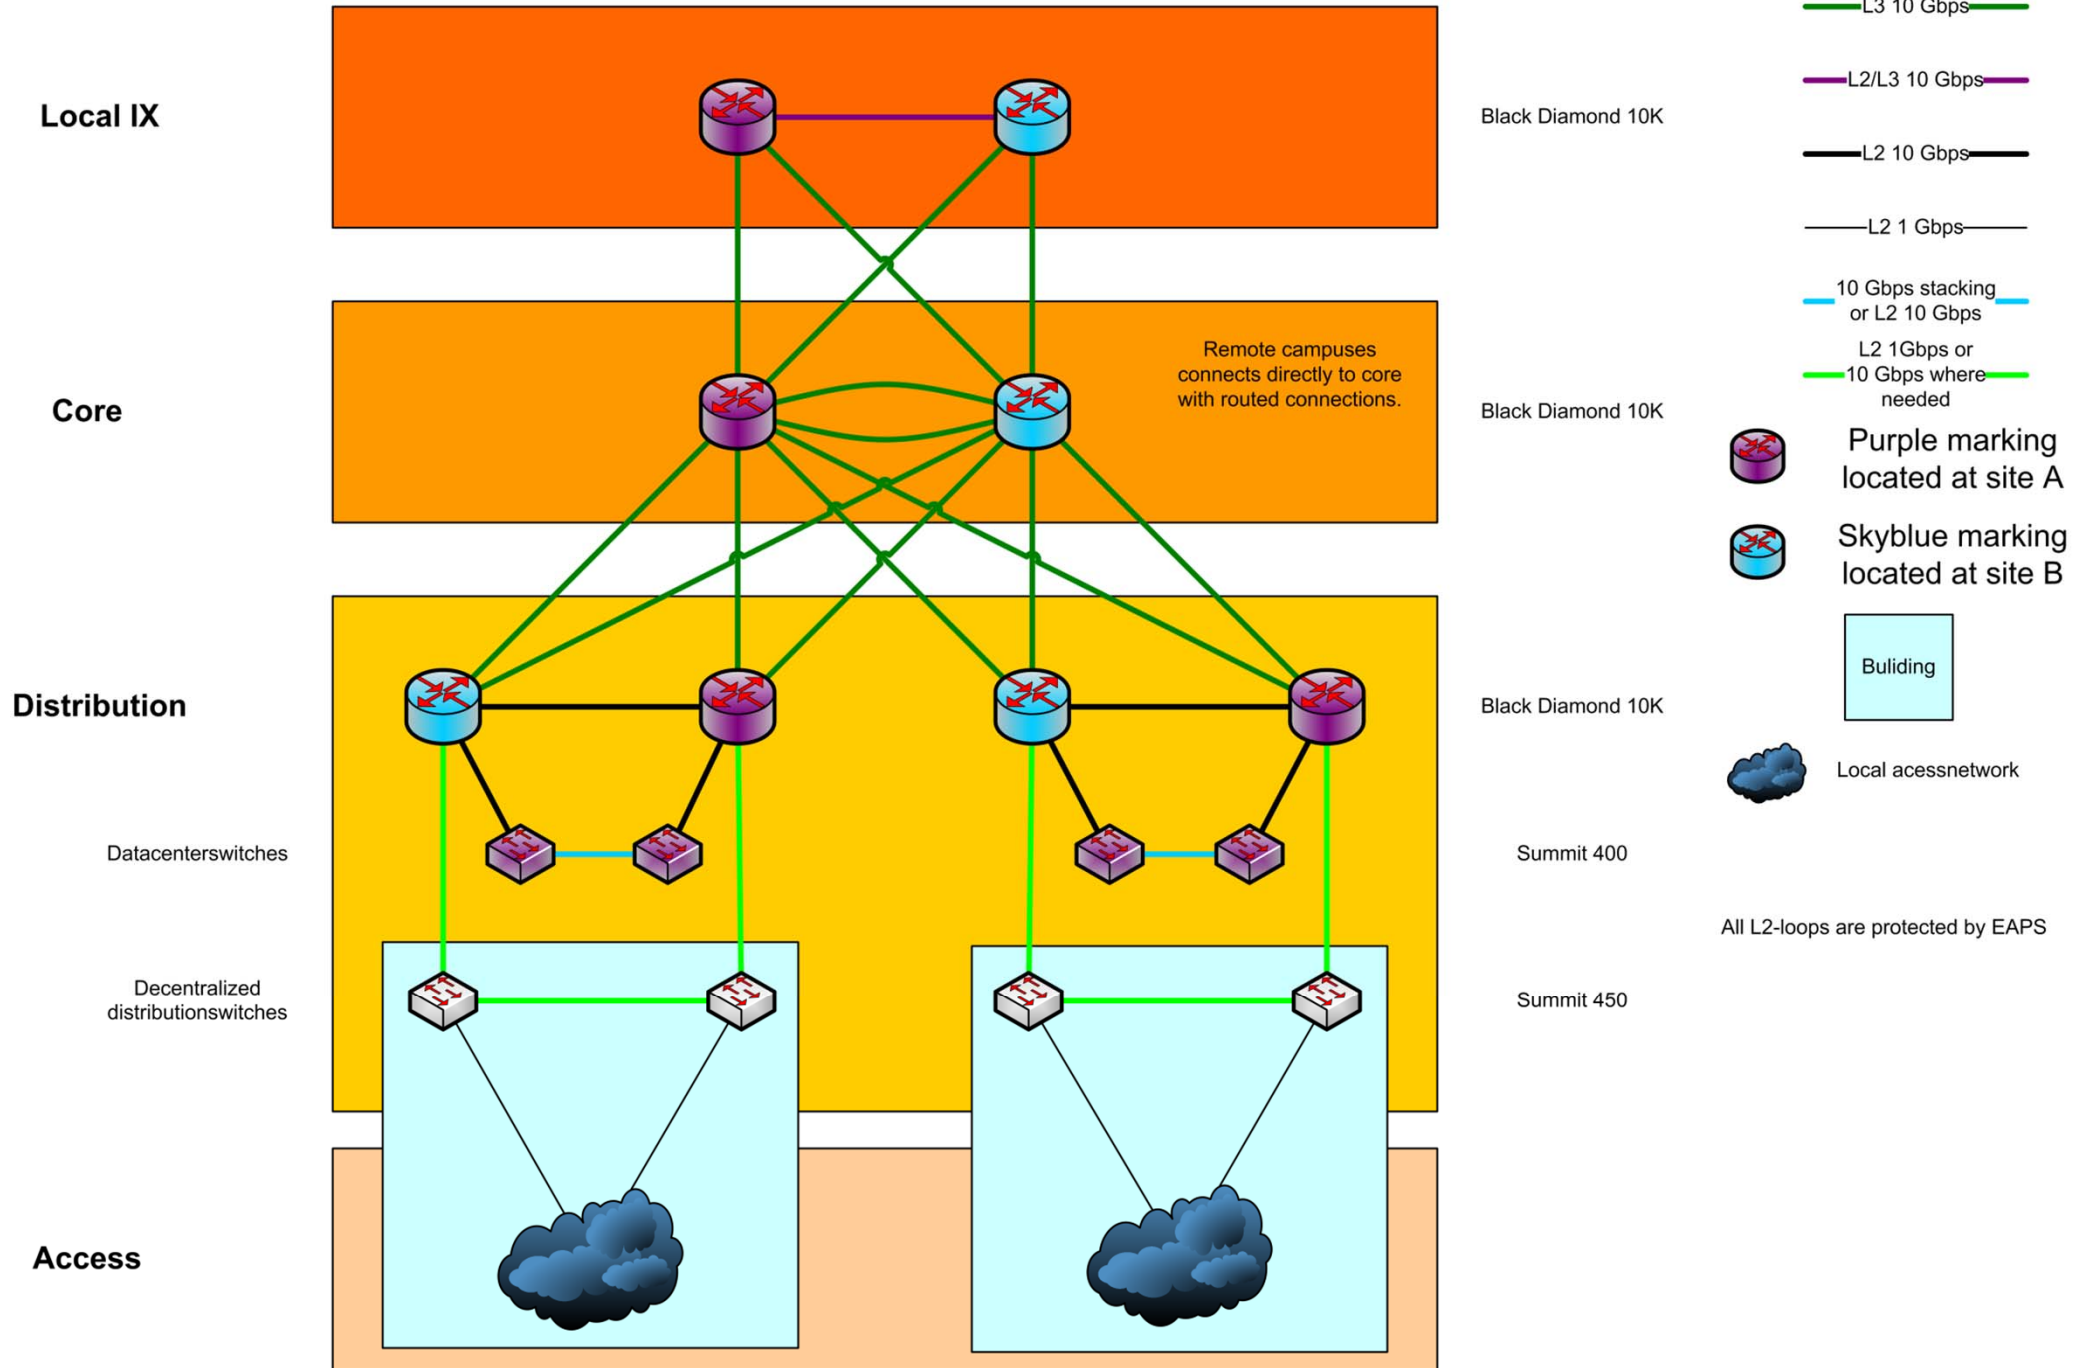 L3 10 Gbps
Local IX
Black Diamond 10K
L2/L3 10 Gbps
L2 10 Gbps
L2 1 Gbps
10 Gbps stacking
or L2 10 Gbps
L2 1Gbps or
10 Gbps where
needed
Remote campuses
connects directly to core
with routed connections.
Core
Black Diamond 10K
Purple marking
located at site A
Skyblue marking
located at site B
Buliding
Distribution
Black Diamond 10K
Local acessnetwork
Datacenterswitches
Summit 400
All L2-loops are protected by EAPS
Decentralized
distributionswitches
Summit 450
Access